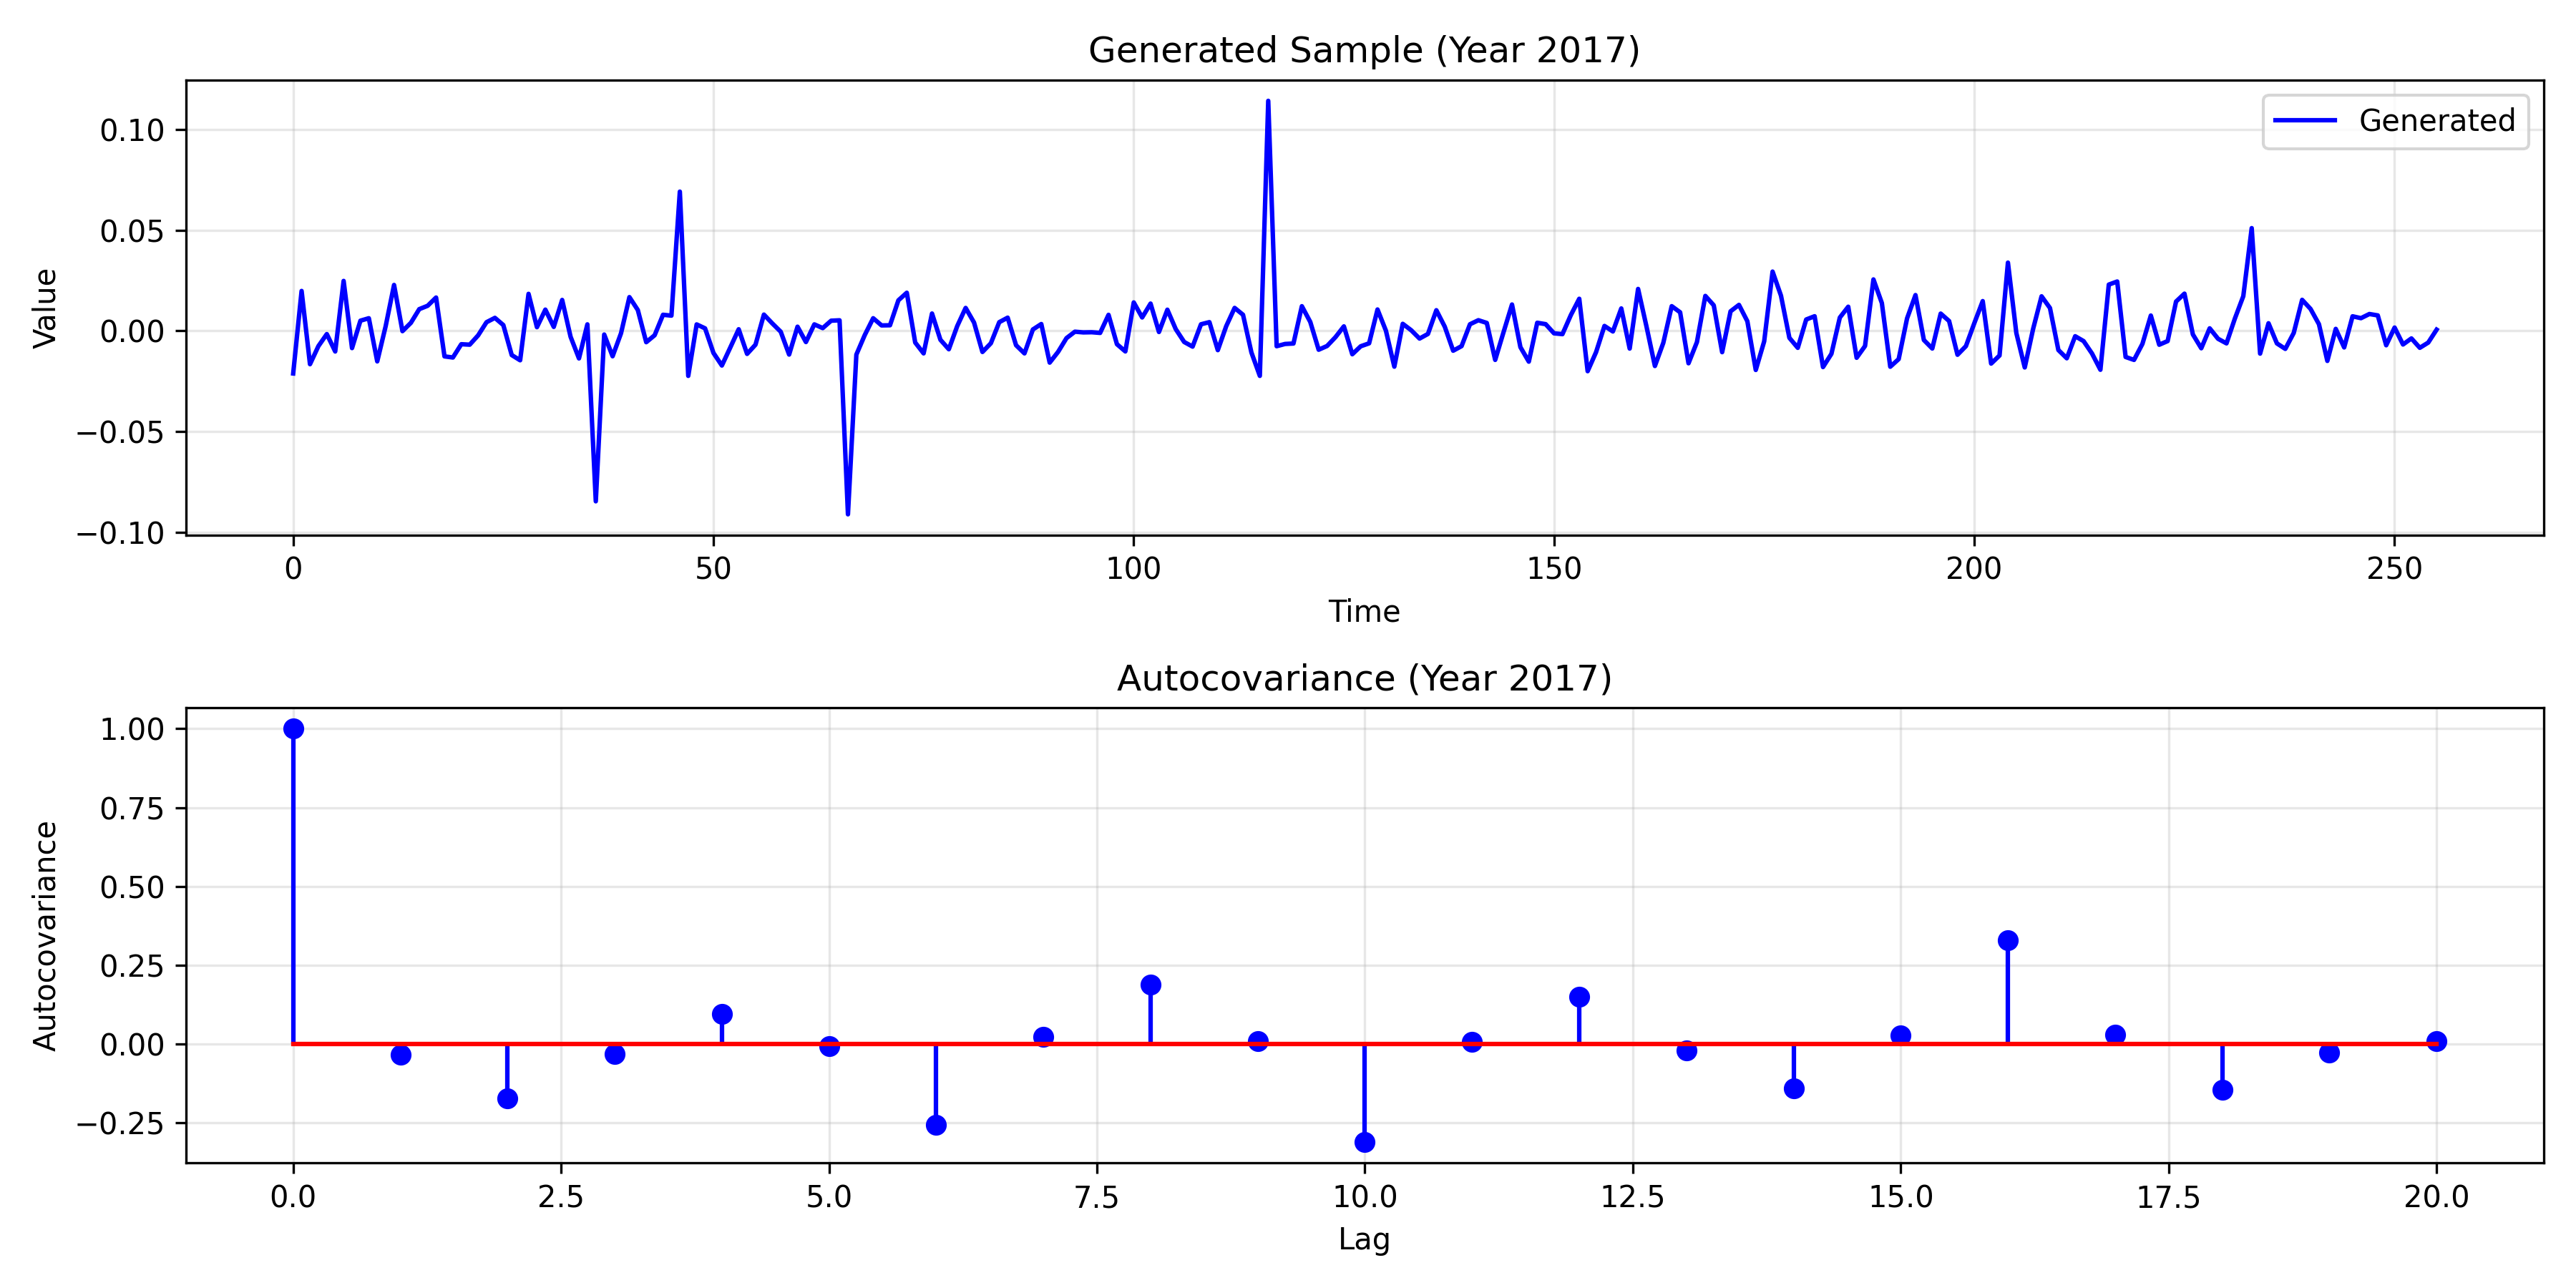 Generated Sample (Year 2017)
0.10
0.05
0.00
−0.05
−0.10
Value
Generated
0 50 100 150 200 250
Time
Autocovariance (Year 2017)
1.00
0.75
0.50
0.25
0.00
−0.25
Autocovariance
0.0 2.5 5.0 7.5 10.0 12.5 15.0 17.5 20.0
Lag